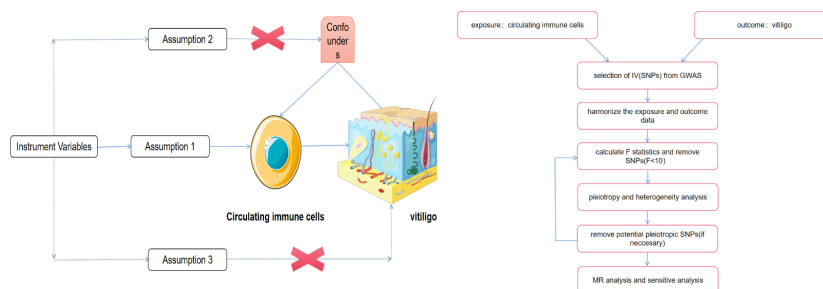 Assumption 2
Confo
under
s
Instrument Variables
Assumption 1
Circulating immune cells
vitiligo
Assumption 3
exposure: circulating immune cells
outcome: vitiligo
selection of IV(SNPs) from GWAS
harmonize the exposure and outcome
data
calculate F statistics and remove
SNPs(F<10)
pleiotropy and heterogeneity analysis
remove potential pleiotropic SNPs(if
neccesary)
MR analysis and sensitive analysis